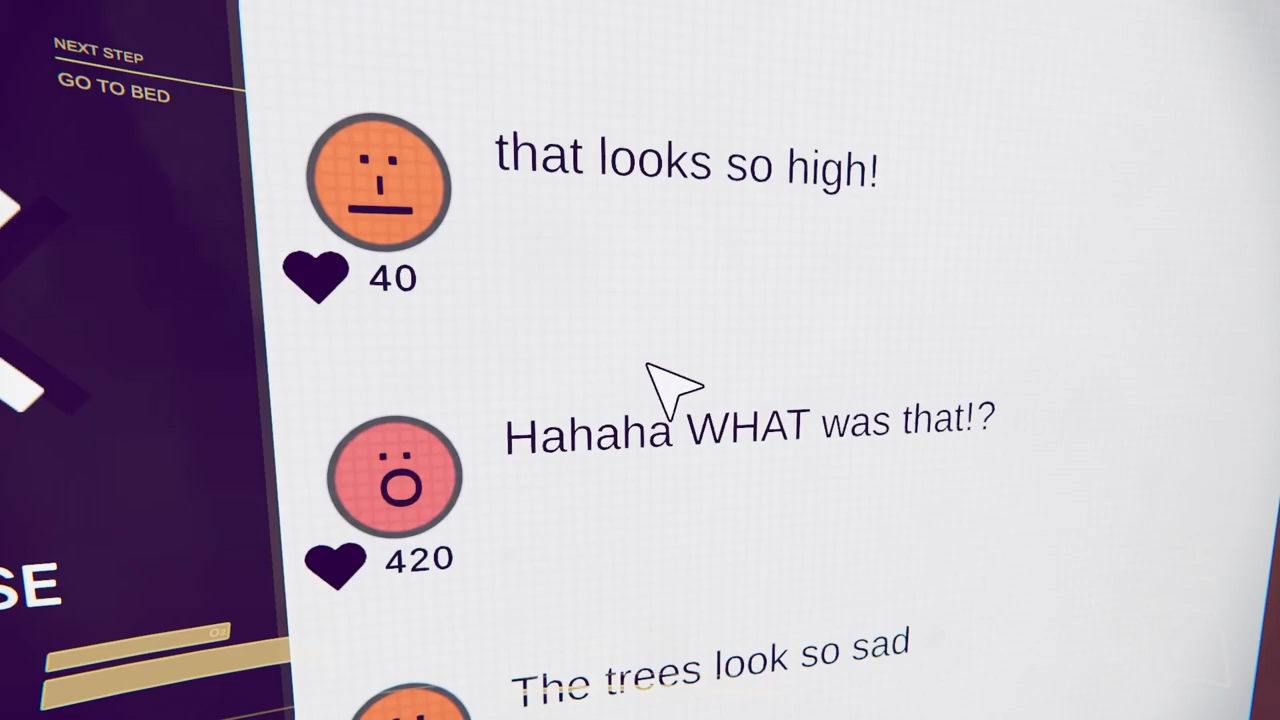 NEXT STEP
GO TO BED
that looks so high!
40
Hahaha WHAT was that!?
420
SE
O₂
The trees look so sad